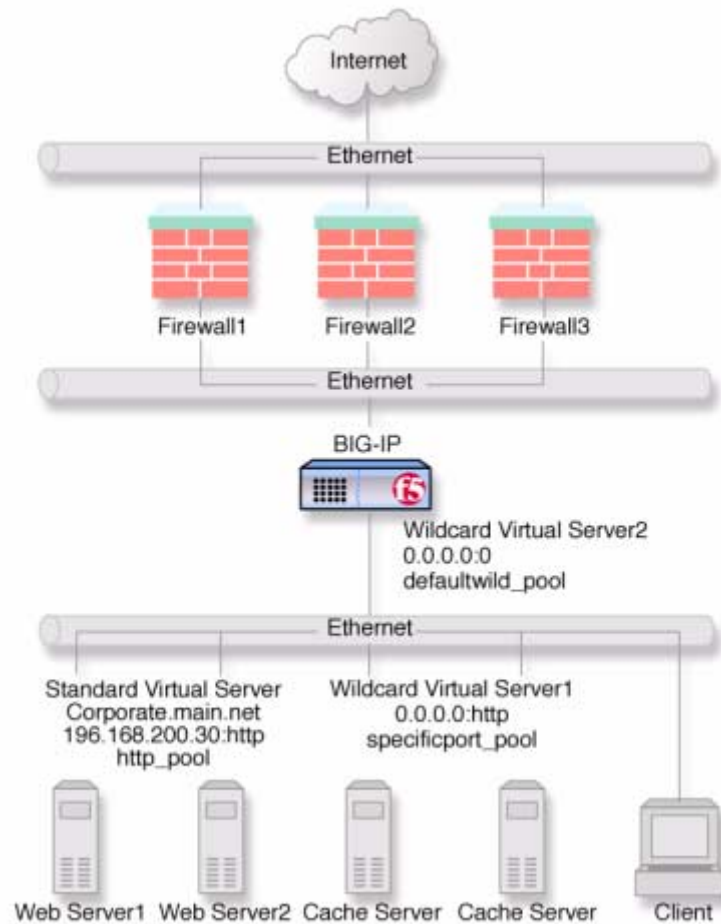 Internet
Ethernet
Firewall1 Firewall2 Firewall3
Ethernet
BIG-IP
f5
Wildcard Virtual Server2
0.0.0.0:0
defaultwild_pool
Ethernet
Standard Virtual Server
Corporate.main.net
196.168.200.30:http
http_pool
Wildcard Virtual Server1
0.0.0.0:http
specificport_pool
Web Server1 Web Server2 Cache Server Cache Server Client